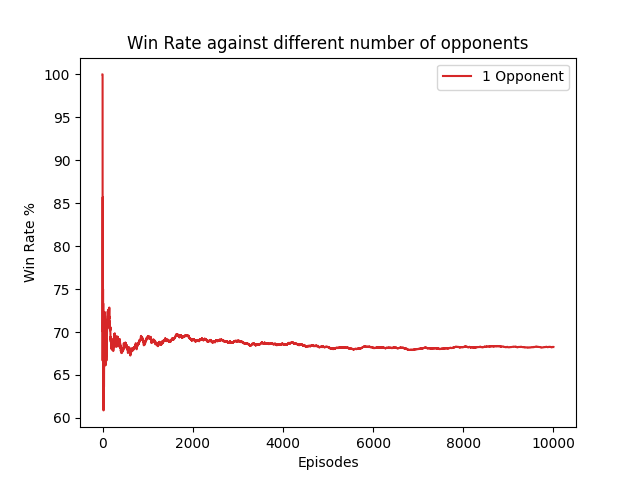 Win Rate against different number of opponents
1 Opponent
Win Rate %
100
95
90
85
80
75
70
65
60
0 2000 4000 6000 8000 10000
Episodes